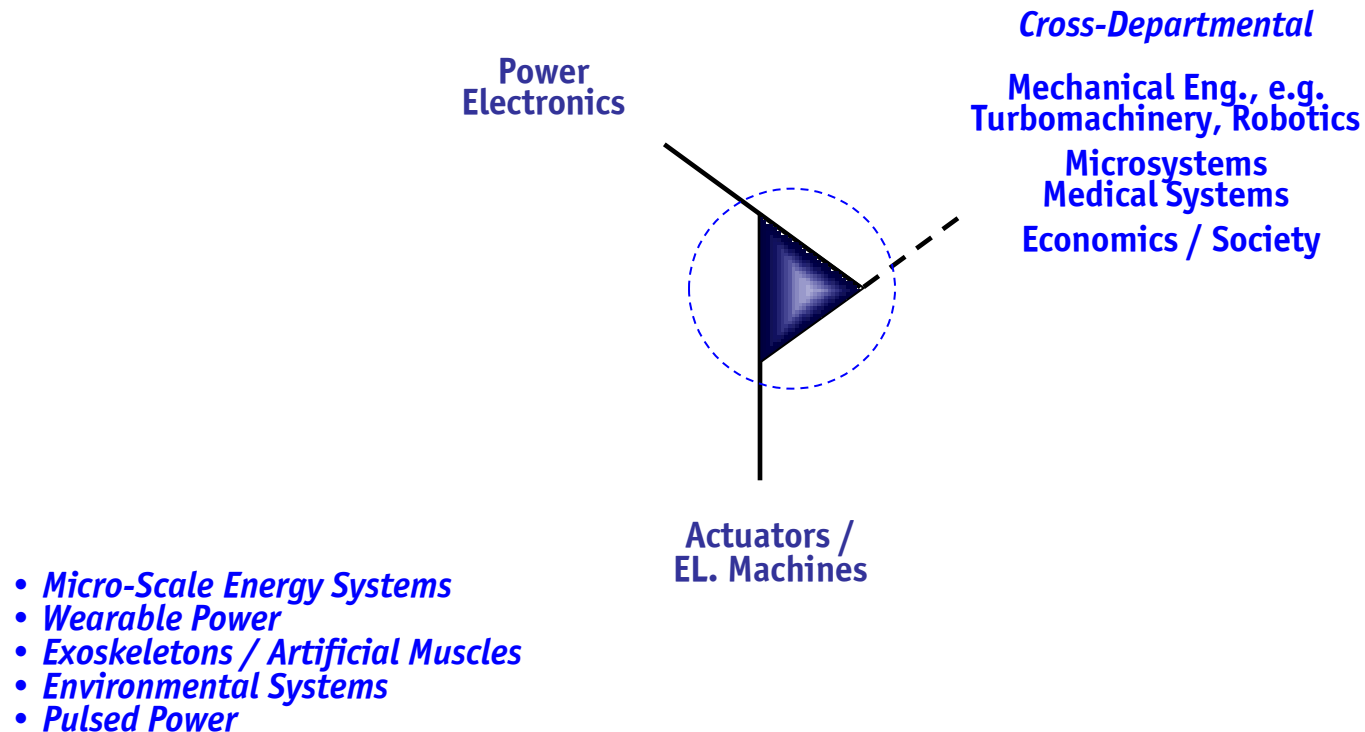 Cross-Departmental
Power
Electronics
Mechanical Eng., e.g.
Turbomachinery, Robotics
Microsystems
Medical Systems
Economics / Society
Actuators /
EL. Machines
• Micro-Scale Energy Systems
• Wearable Power
• Exoskeletons / Artificial Muscles
• Environmental Systems
• Pulsed Power